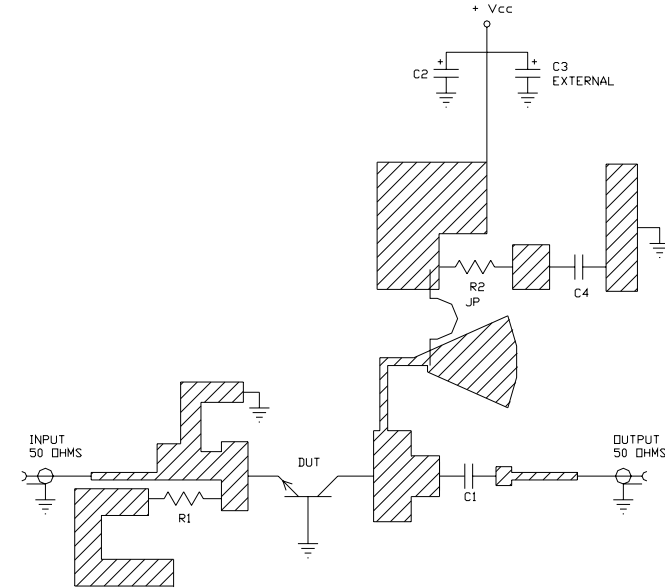 + Vcc
+
C2
+
C3
EXTERNAL
R2
JP
C4
INPUT
50 OHMS
DUT
R1
C1
OUTPUT
50 OHMS